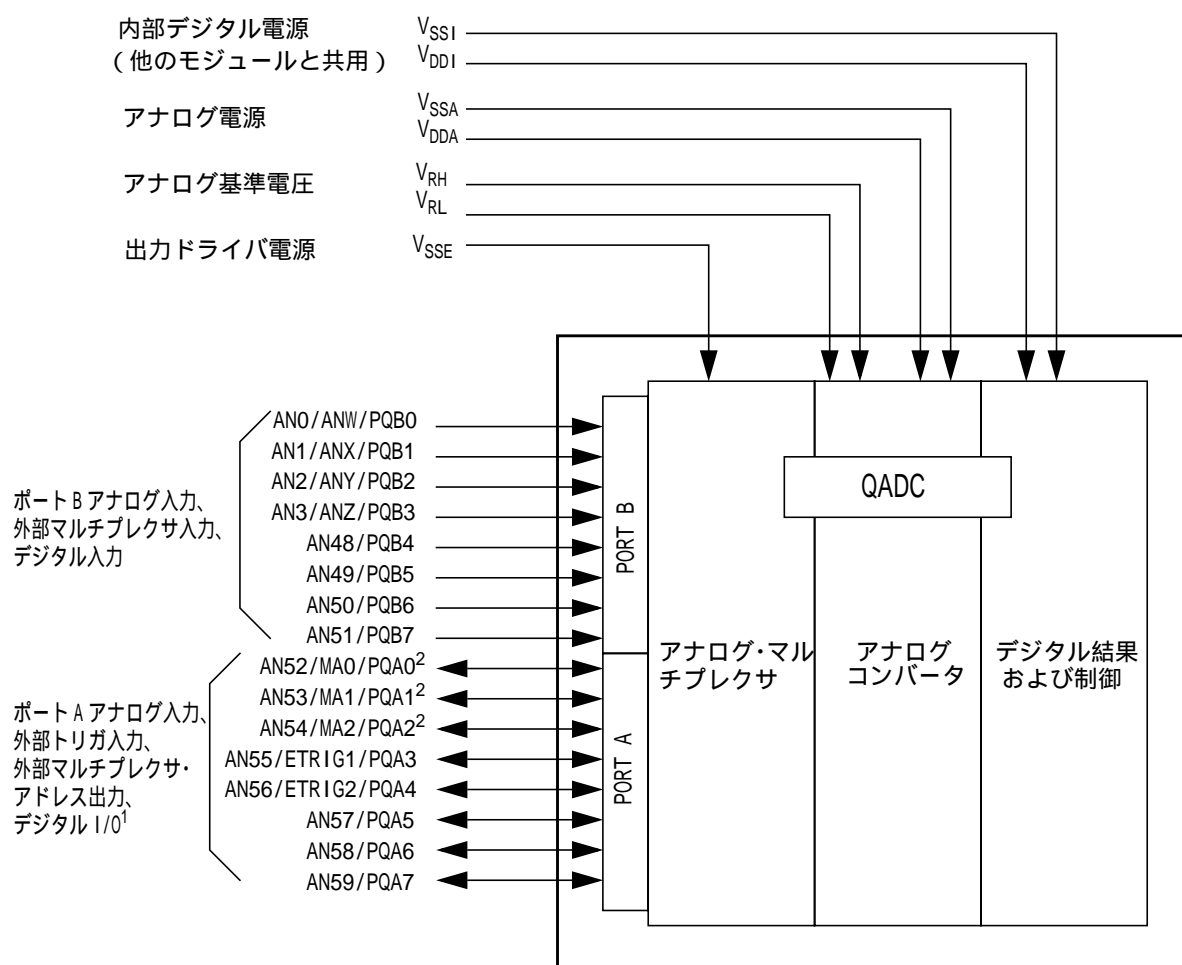 内部デジタル電源
(他のモジュールと共用)
VSSI
VDDI
アナログ電源
VSSA
VDDA
アナログ基準電圧
VRH
VRL
出力ドライバ電源
VSSE
ポートB アナログ入力、
外部マルチプレクサ入力、
デジタル入力
AN0/ANW/PQB0
AN1/ANX/PQB1
AN2/ANY/PQB2
AN3/ANZ/PQB3
AN48/PQB4
AN49/PQB5
AN50/PQB6
AN51/PQB7
ポートA アナログ入力、
外部トリガ入力、
外部マルチプレクサ・
アドレス出力、
デジタル I/O1
AN52/MA0/PQA02
AN53/MA1/PQA12
AN54/MA2/PQA22
AN55/ETRIG1/PQA3
AN56/ETRIG2/PQA4
AN57/PQA5
AN58/PQA6
AN59/PQA7
PORT B
PORT A
QADC
アナログ・マル
チプレクサ
アナログ
コンバータ
デジタル結果
および制御